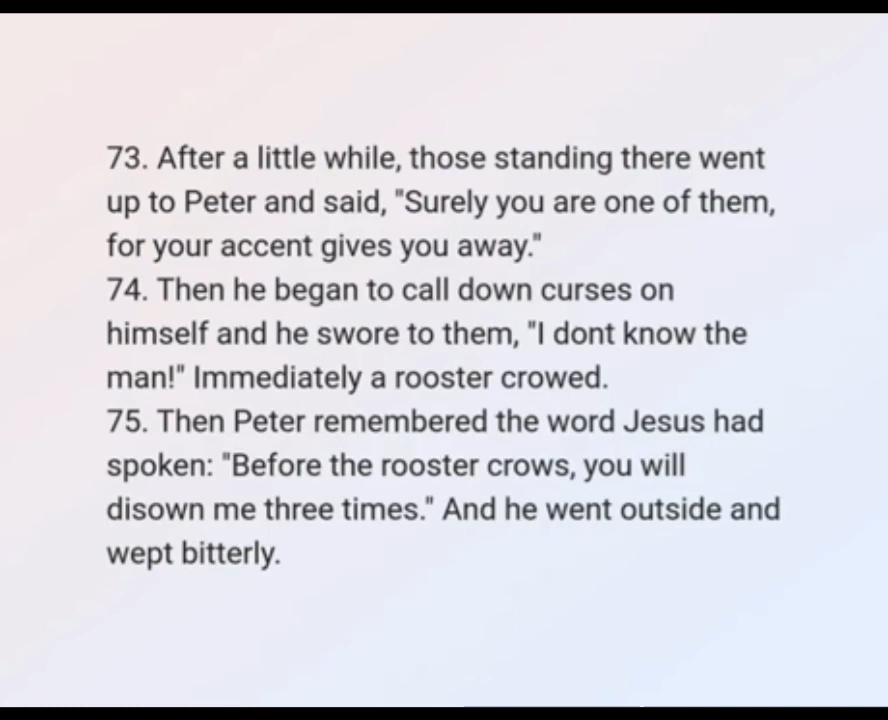 73. After a little while, those standing there went
up to Peter and said, "Surely you are one of them,
for your accent gives you away."
74. Then he began to call down curses on
himself and he swore to them, "I dont know the
man!" Immediately a rooster crowed.
75. Then Peter remembered the word Jesus had
spoken: "Before the rooster crows, you will
disown me three times." And he went outside and
wept bitterly.